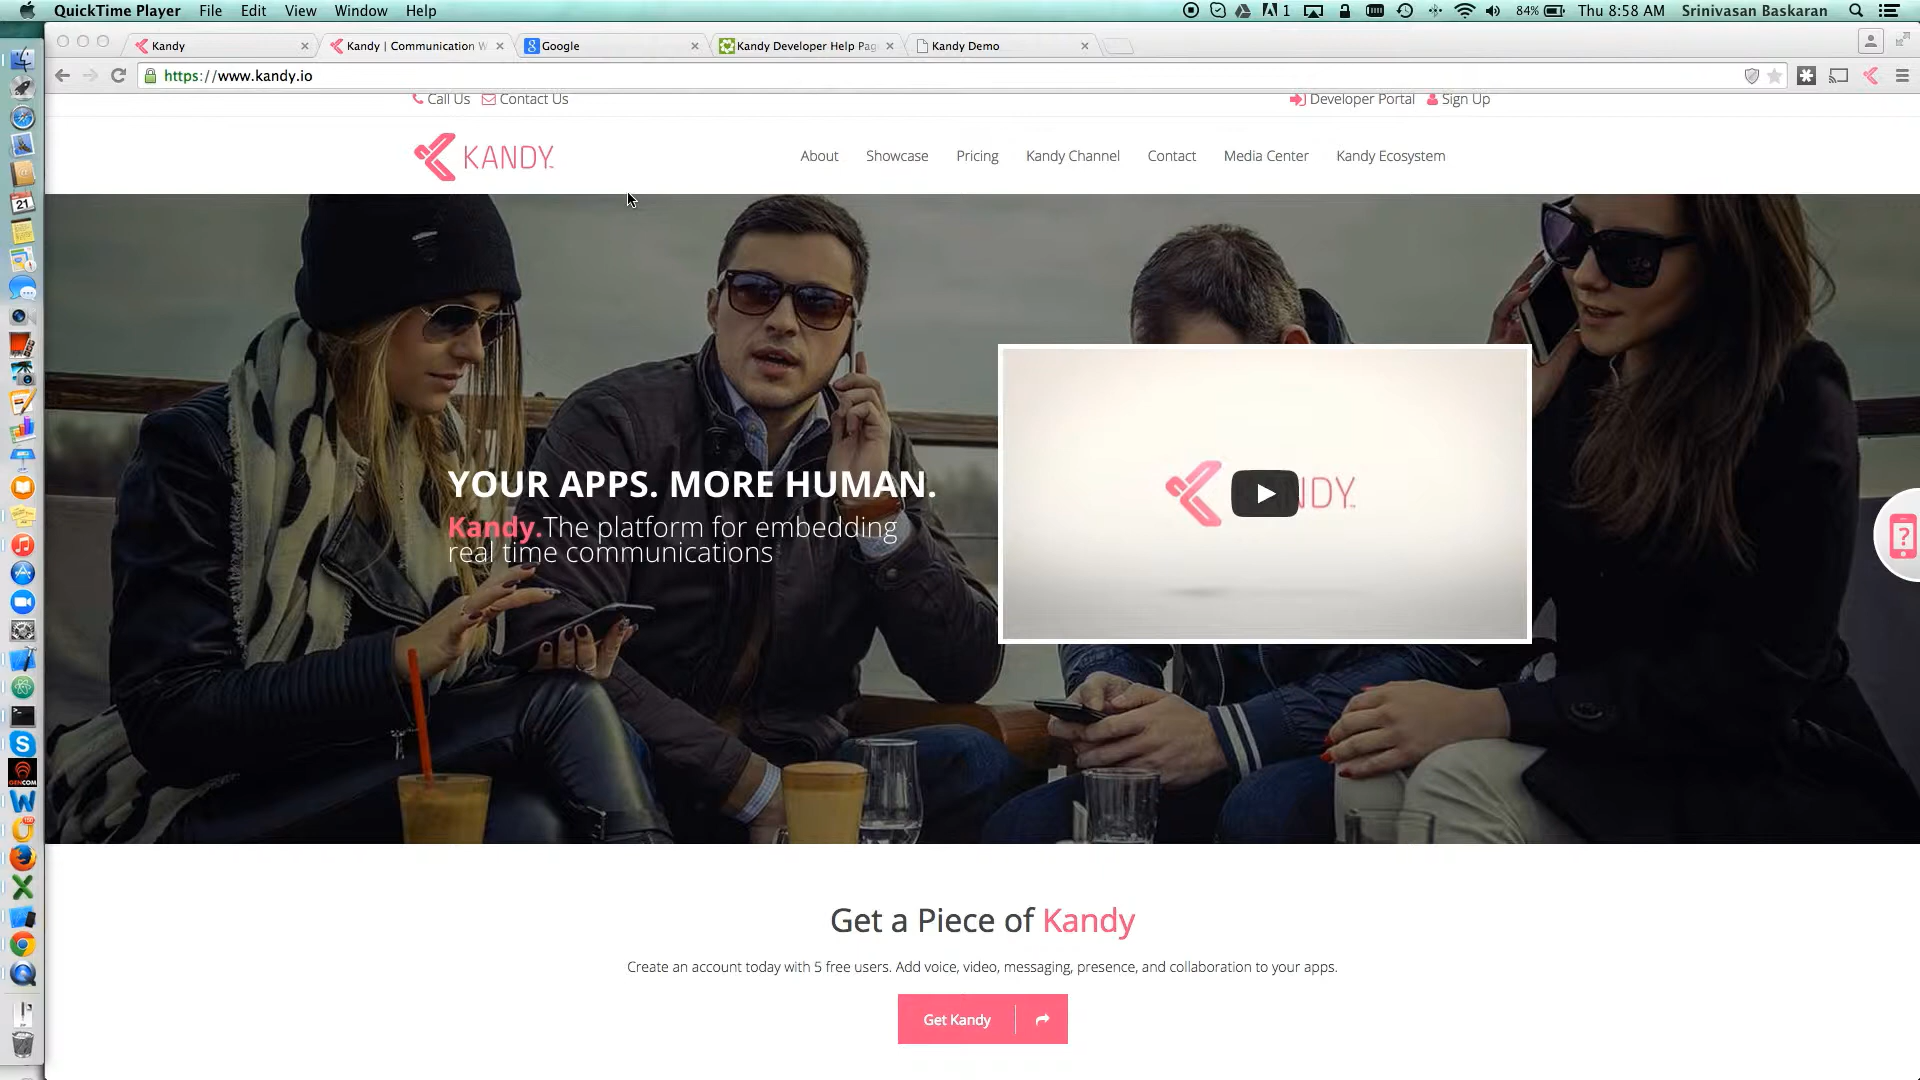 QuickTime Player File Edit View Window Help 1 84% Thu 8:58 AM Srinivasan Baskaran
Kandy Kandy | Communication W Google Kandy Developer Help Pag Kandy Demo
https://www.kandy.io
Call Us Contact Us Developer Portal Sign Up
KANDY
About Showcase Pricing Kandy Channel Contact Media Center Kandy Ecosystem
YOUR APPS. MORE HUMAN.
Kandy. The platform for embedding
real time communications
NDY
Get a Piece of Kandy
Create an account today with 5 free users. Add voice, video, messaging, presence, and collaboration to your apps.
Get Kandy
21
GENCOM